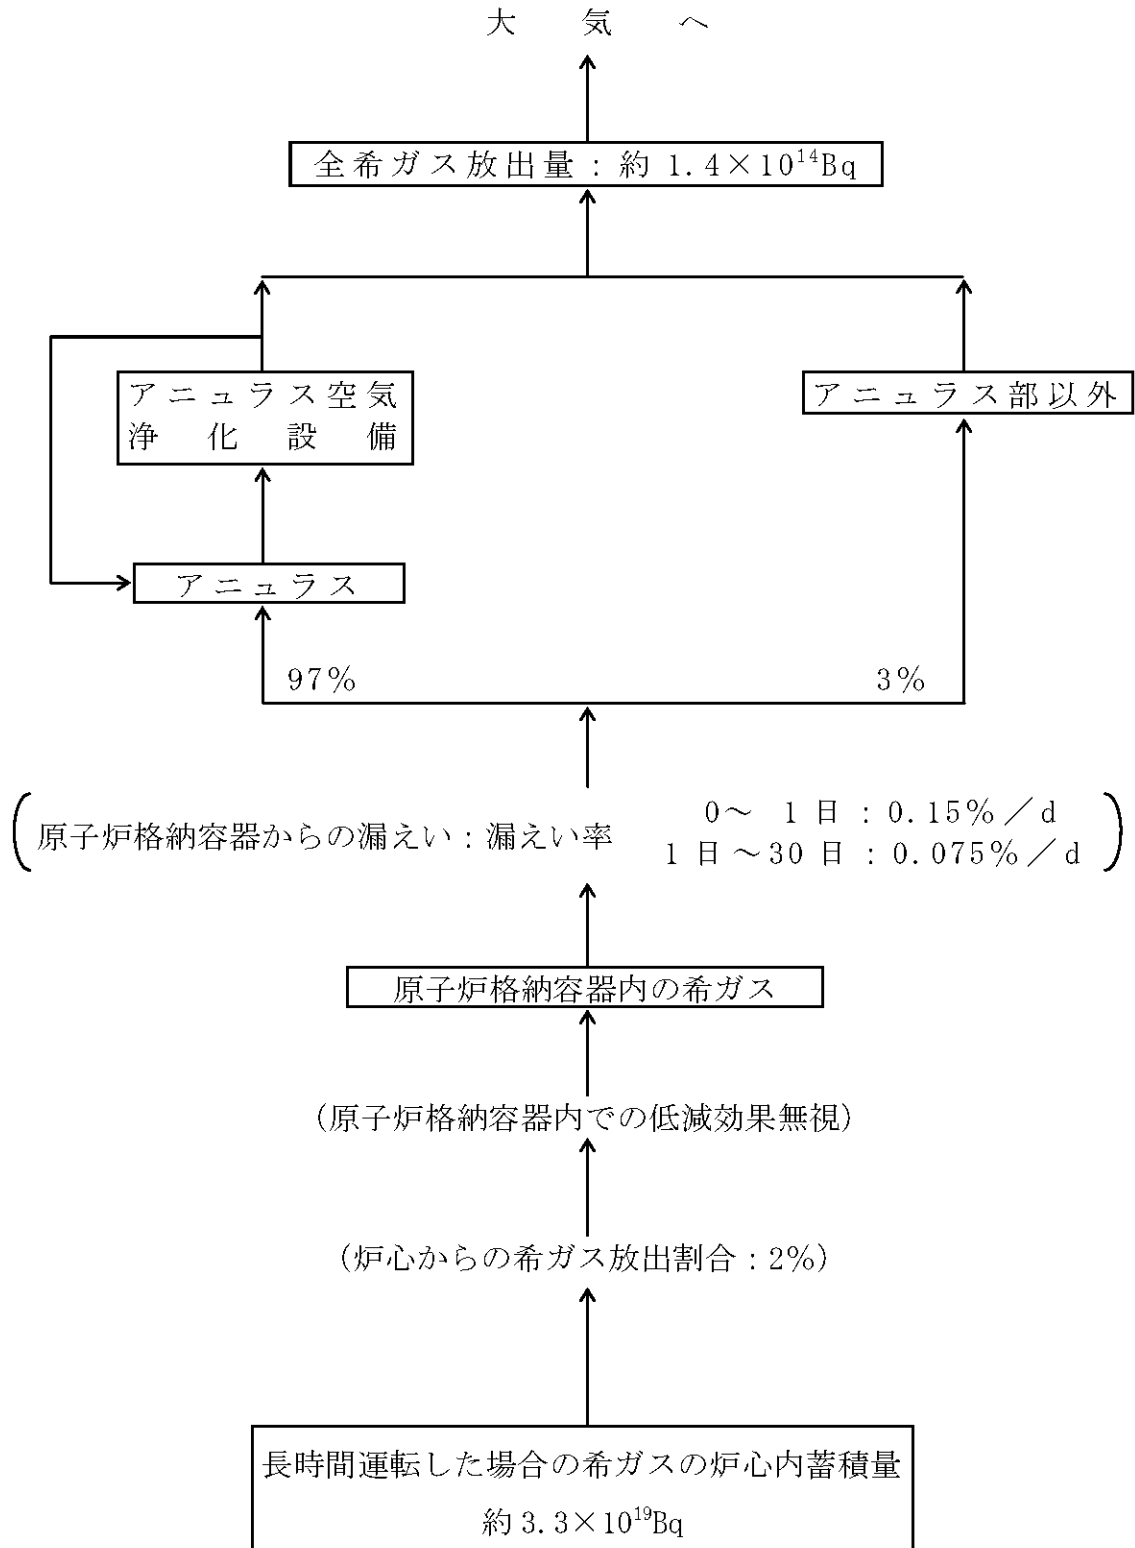 大気へ
全希ガス放出量：約 1.4×10¹⁴Bq
アニュラス空気
浄化設備
アニュラス部以外
アニュラス
97%
3%
原子炉格納容器からの漏えい：漏えい率
0～ 1日：0.15%／d
1日～30日：0.075%／d
原子炉格納容器内の希ガス
(原子炉格納容器内での低減効果無視)
(炉心からの希ガス放出割合：2%)
長時間運転した場合の希ガスの炉心内蓄積量
約 3.3×10¹⁹Bq